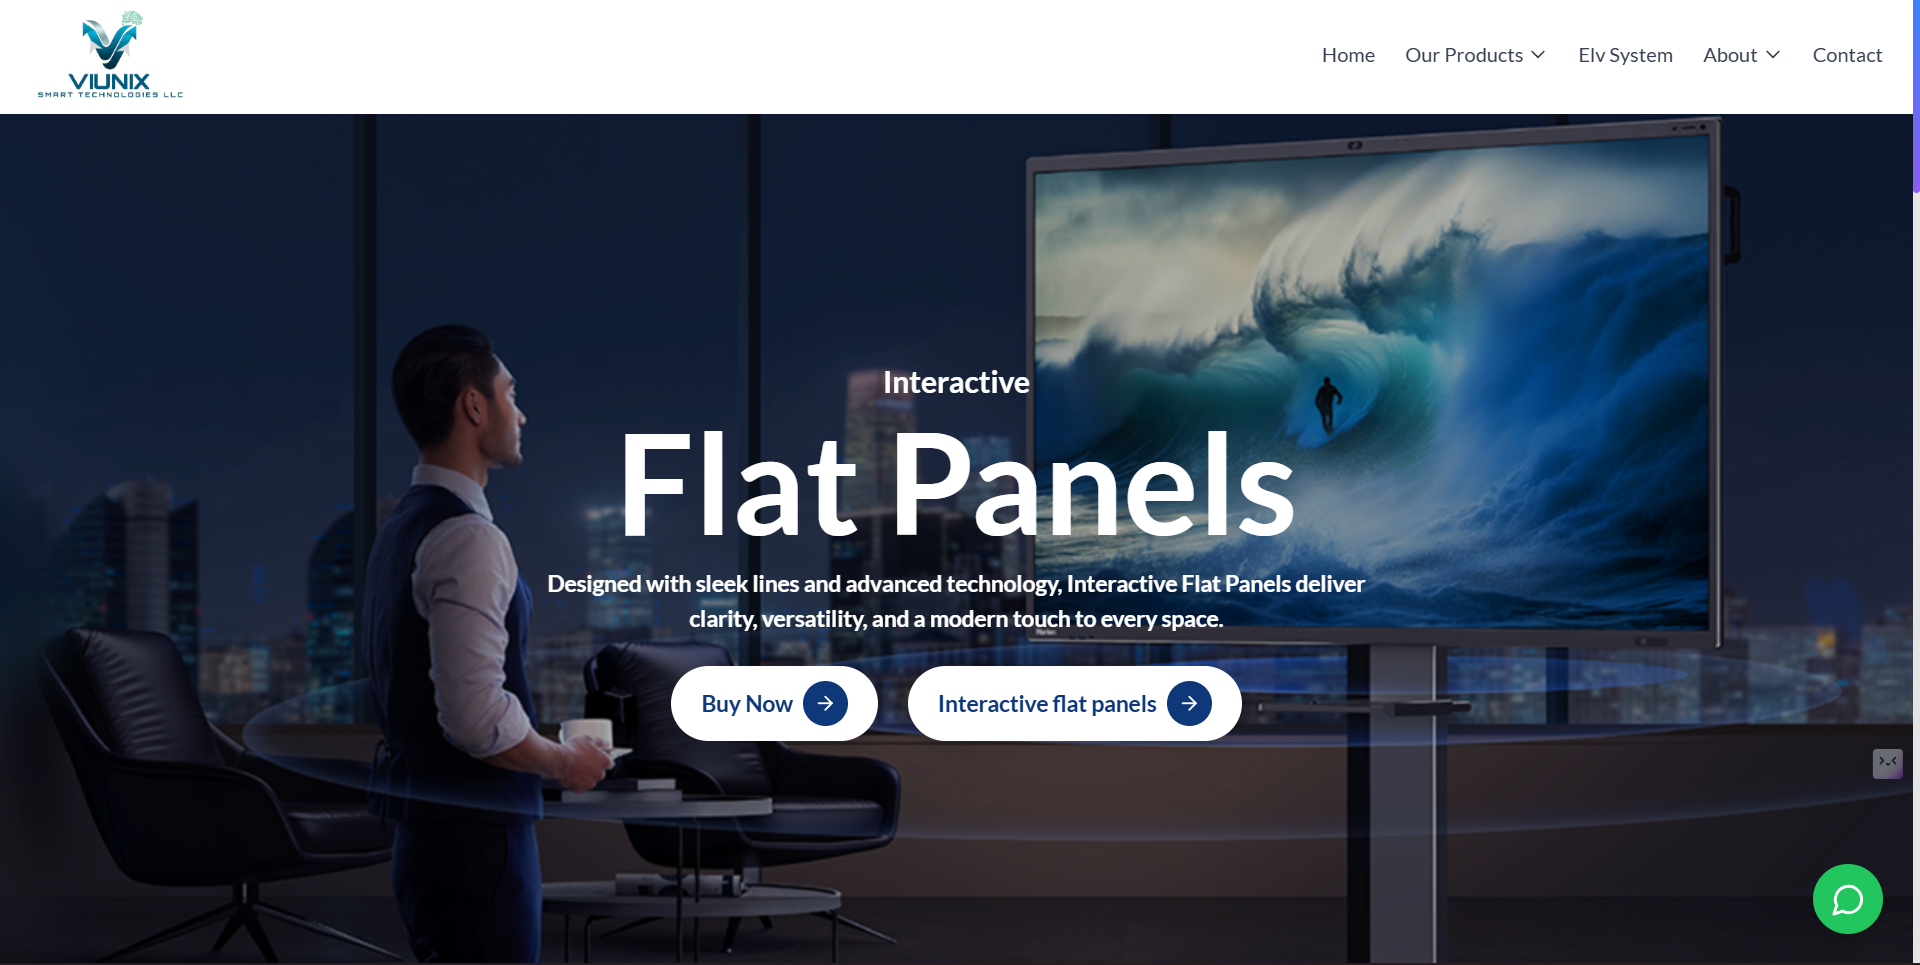 VIUNIX
SMART TECHNOLOGIES LLC
Home
Our Products
Elv System
About
Contact
Interactive
Flat Panels
Designed with sleek lines and advanced technology, Interactive Flat Panels deliver
clarity, versatility, and a modern touch to every space.
Buy Now
Interactive flat panels